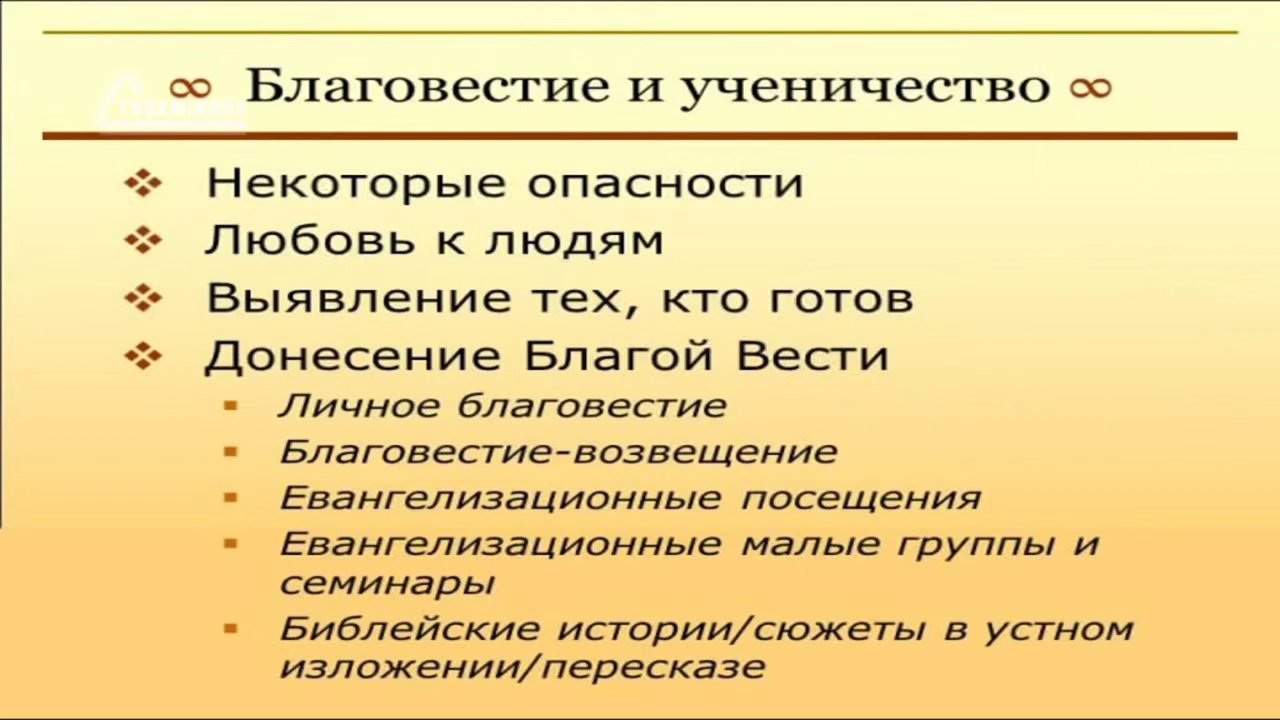 ∞ Благовестие и ученичество ∞
Некоторые опасности
Любовь к людям
Выявление тех, кто готов
Донесение Благой Вести
Личное благовестие
Благовестие-возвещение
Евангелизационные посещения
Евангелизационные малые группы и
семинары
Библейские истории/сюжеты в устном
изложении/пересказе